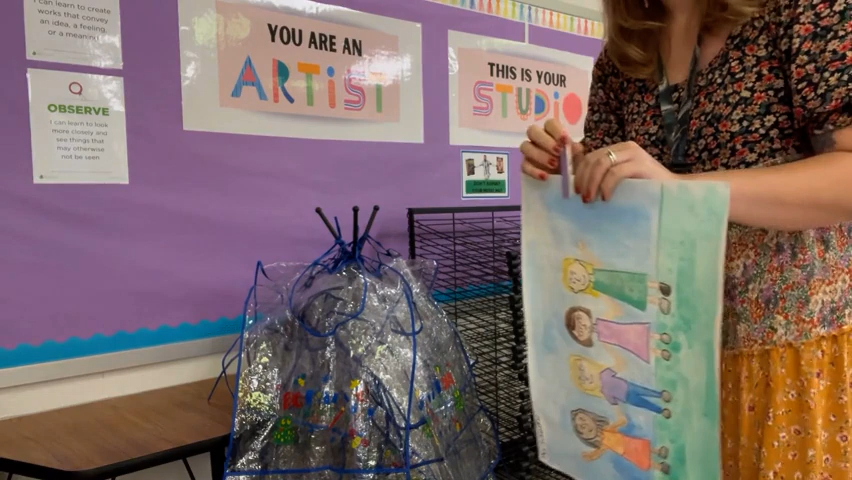 I can learn to create
works that convey
an idea, a feeling,
or a meaning.
OBSERVE
I can learn to look
more closely and
see things that
may otherwise
not be seen
YOU ARE AN
ARTIST
THIS IS YOUR
STUDIO